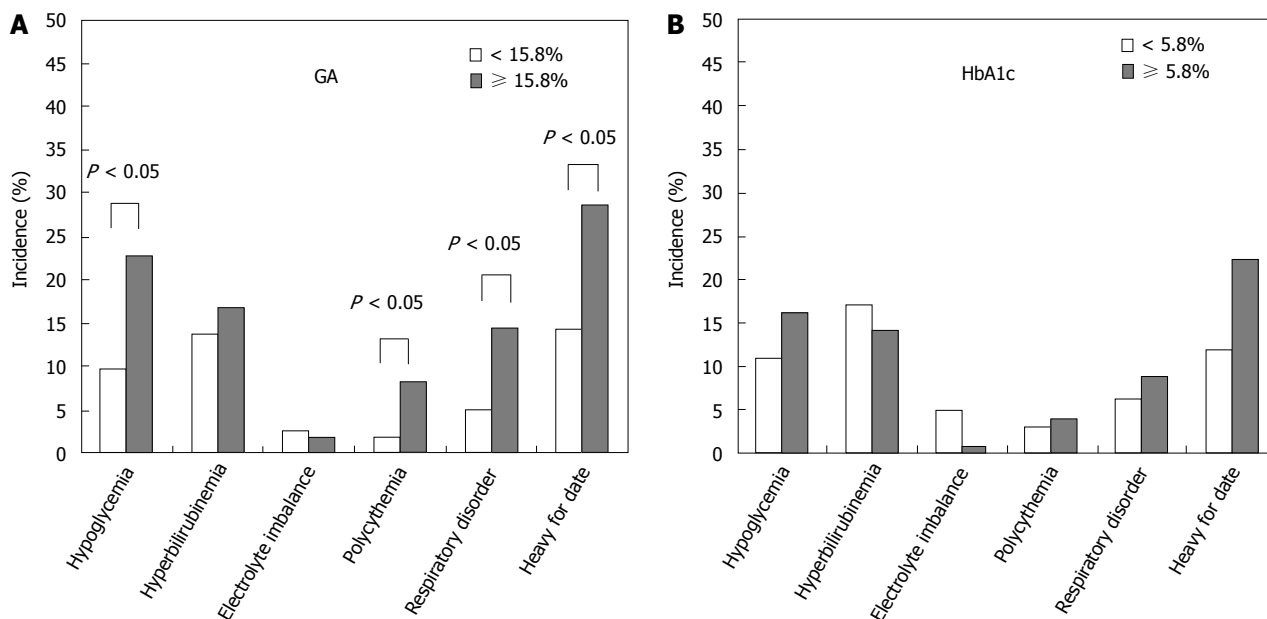 A
50
45
40
35
30
25
20
15
10
5
0
Incidence (%)
GA
< 15.8%
⩾ 15.8%
P < 0.05
P < 0.05
P < 0.05
P < 0.05
Hypoglycemia
Hyperbilirubinemia
Electrolyte imbalance
Polycythemia
Respiratory disorder
Heavy for date
B
50
45
40
35
30
25
20
15
10
5
0
Incidence (%)
HbA1c
< 5.8%
⩾ 5.8%
Hypoglycemia
Hyperbilirubinemia
Electrolyte imbalance
Polycythemia
Respiratory disorder
Heavy for date